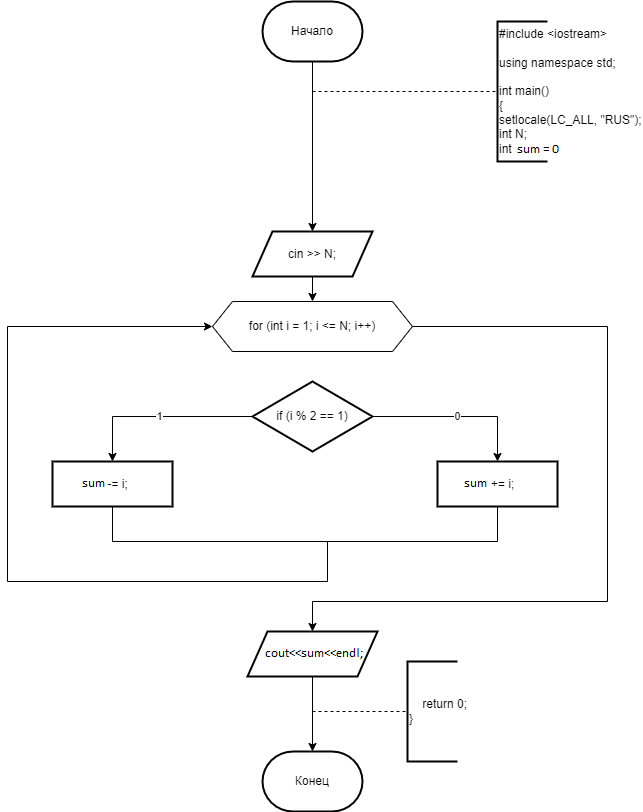 Начало
#include <iostream>
using namespace std;
int main()
{
setlocale(LC_ALL, "RUS");
int N;
int sum = 0
cin >> N;
for (int i = 1; i <= N; i++)
if (i % 2 == 1)
1
0
sum -= i;
sum += i;
cout<<sum<<endl;
return 0;
}
Конец